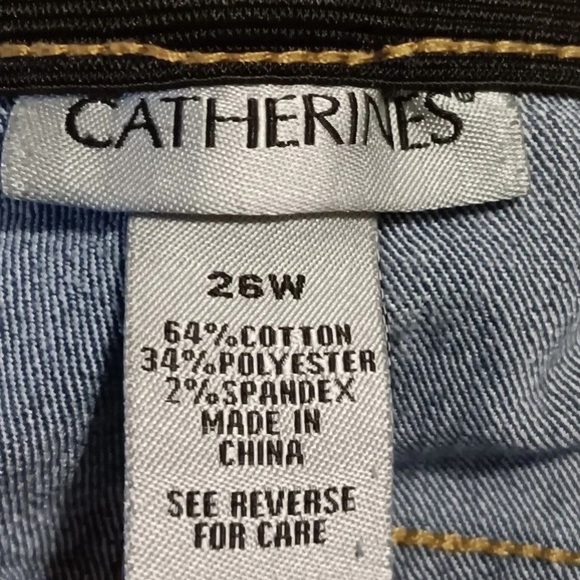 CATHERINES®
26W
64%COTTON
34%POLYESTER
2%SPANDEX
MADE IN
CHINA
SEE REVERSE
FOR CARE